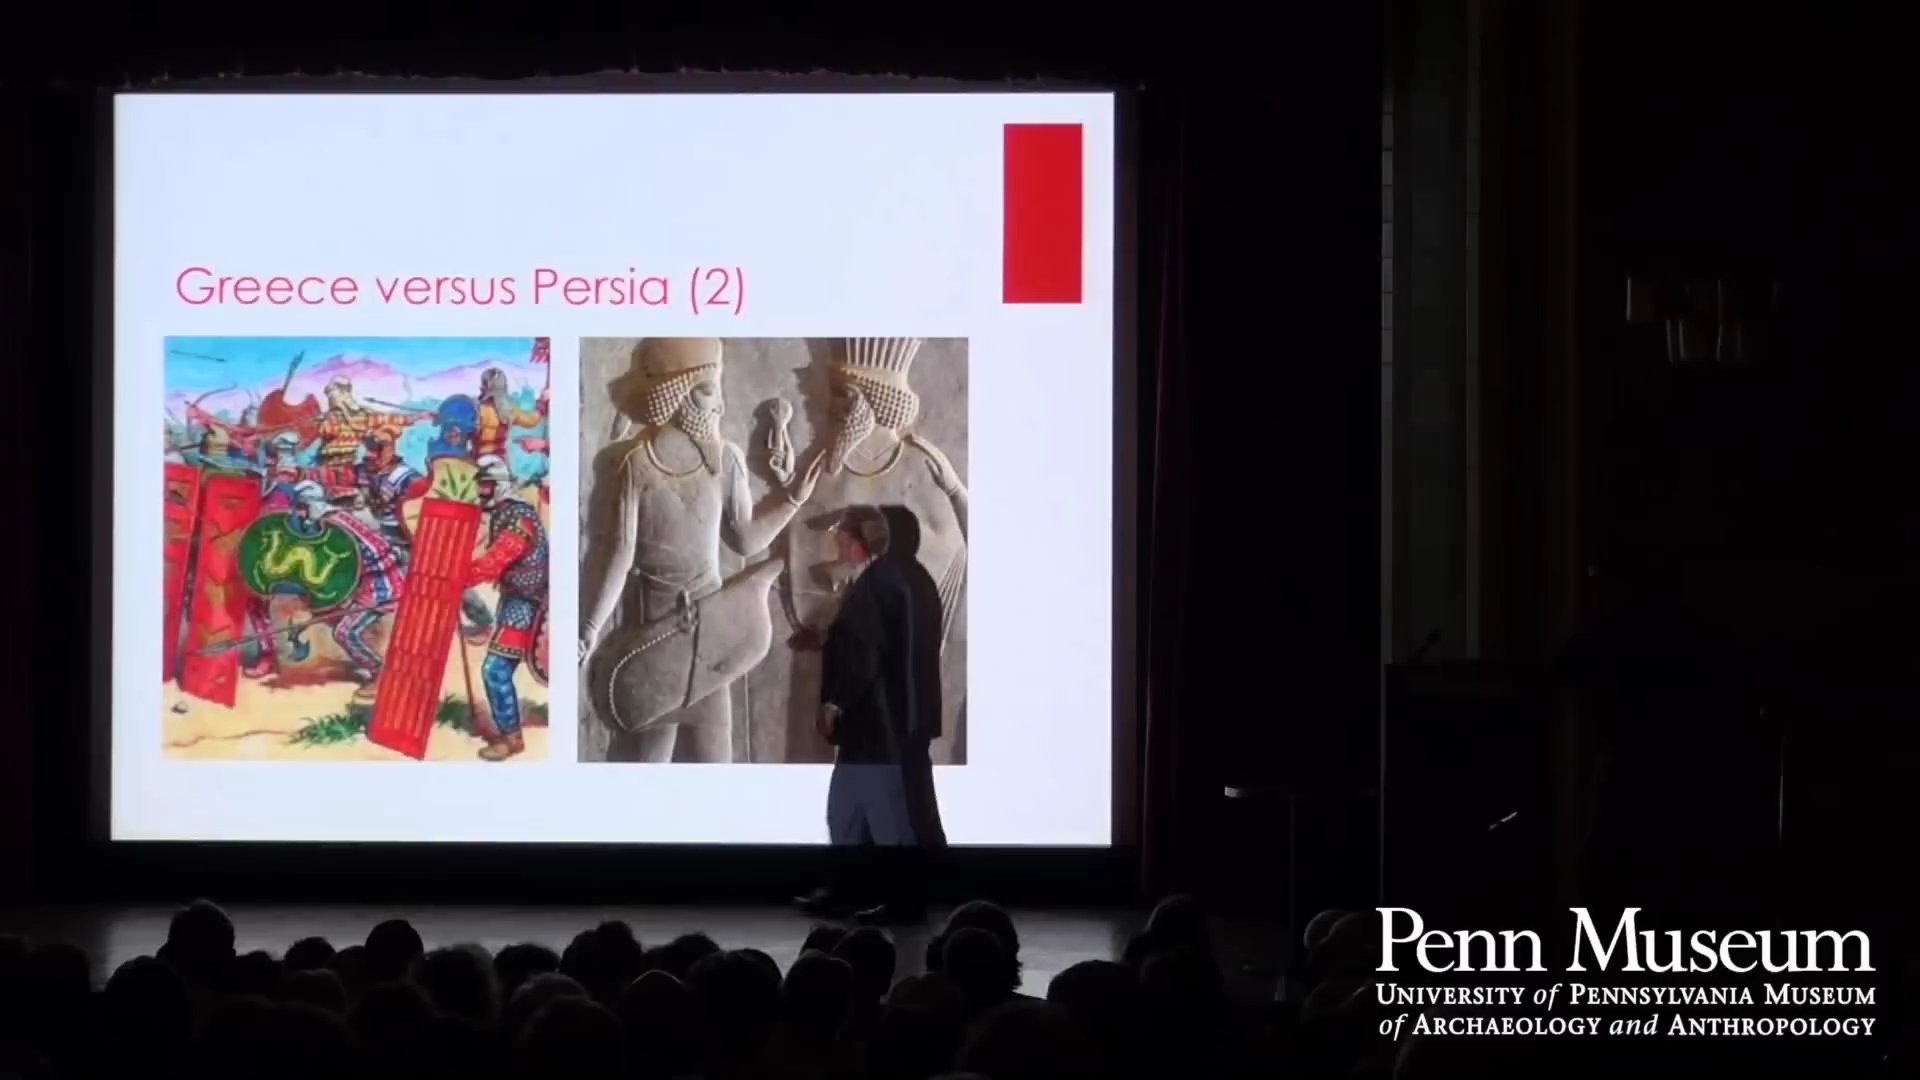 Greece versus Persia (2)
Penn Museum
University of Pennsylvania Museum
of Archaeology and Anthropology